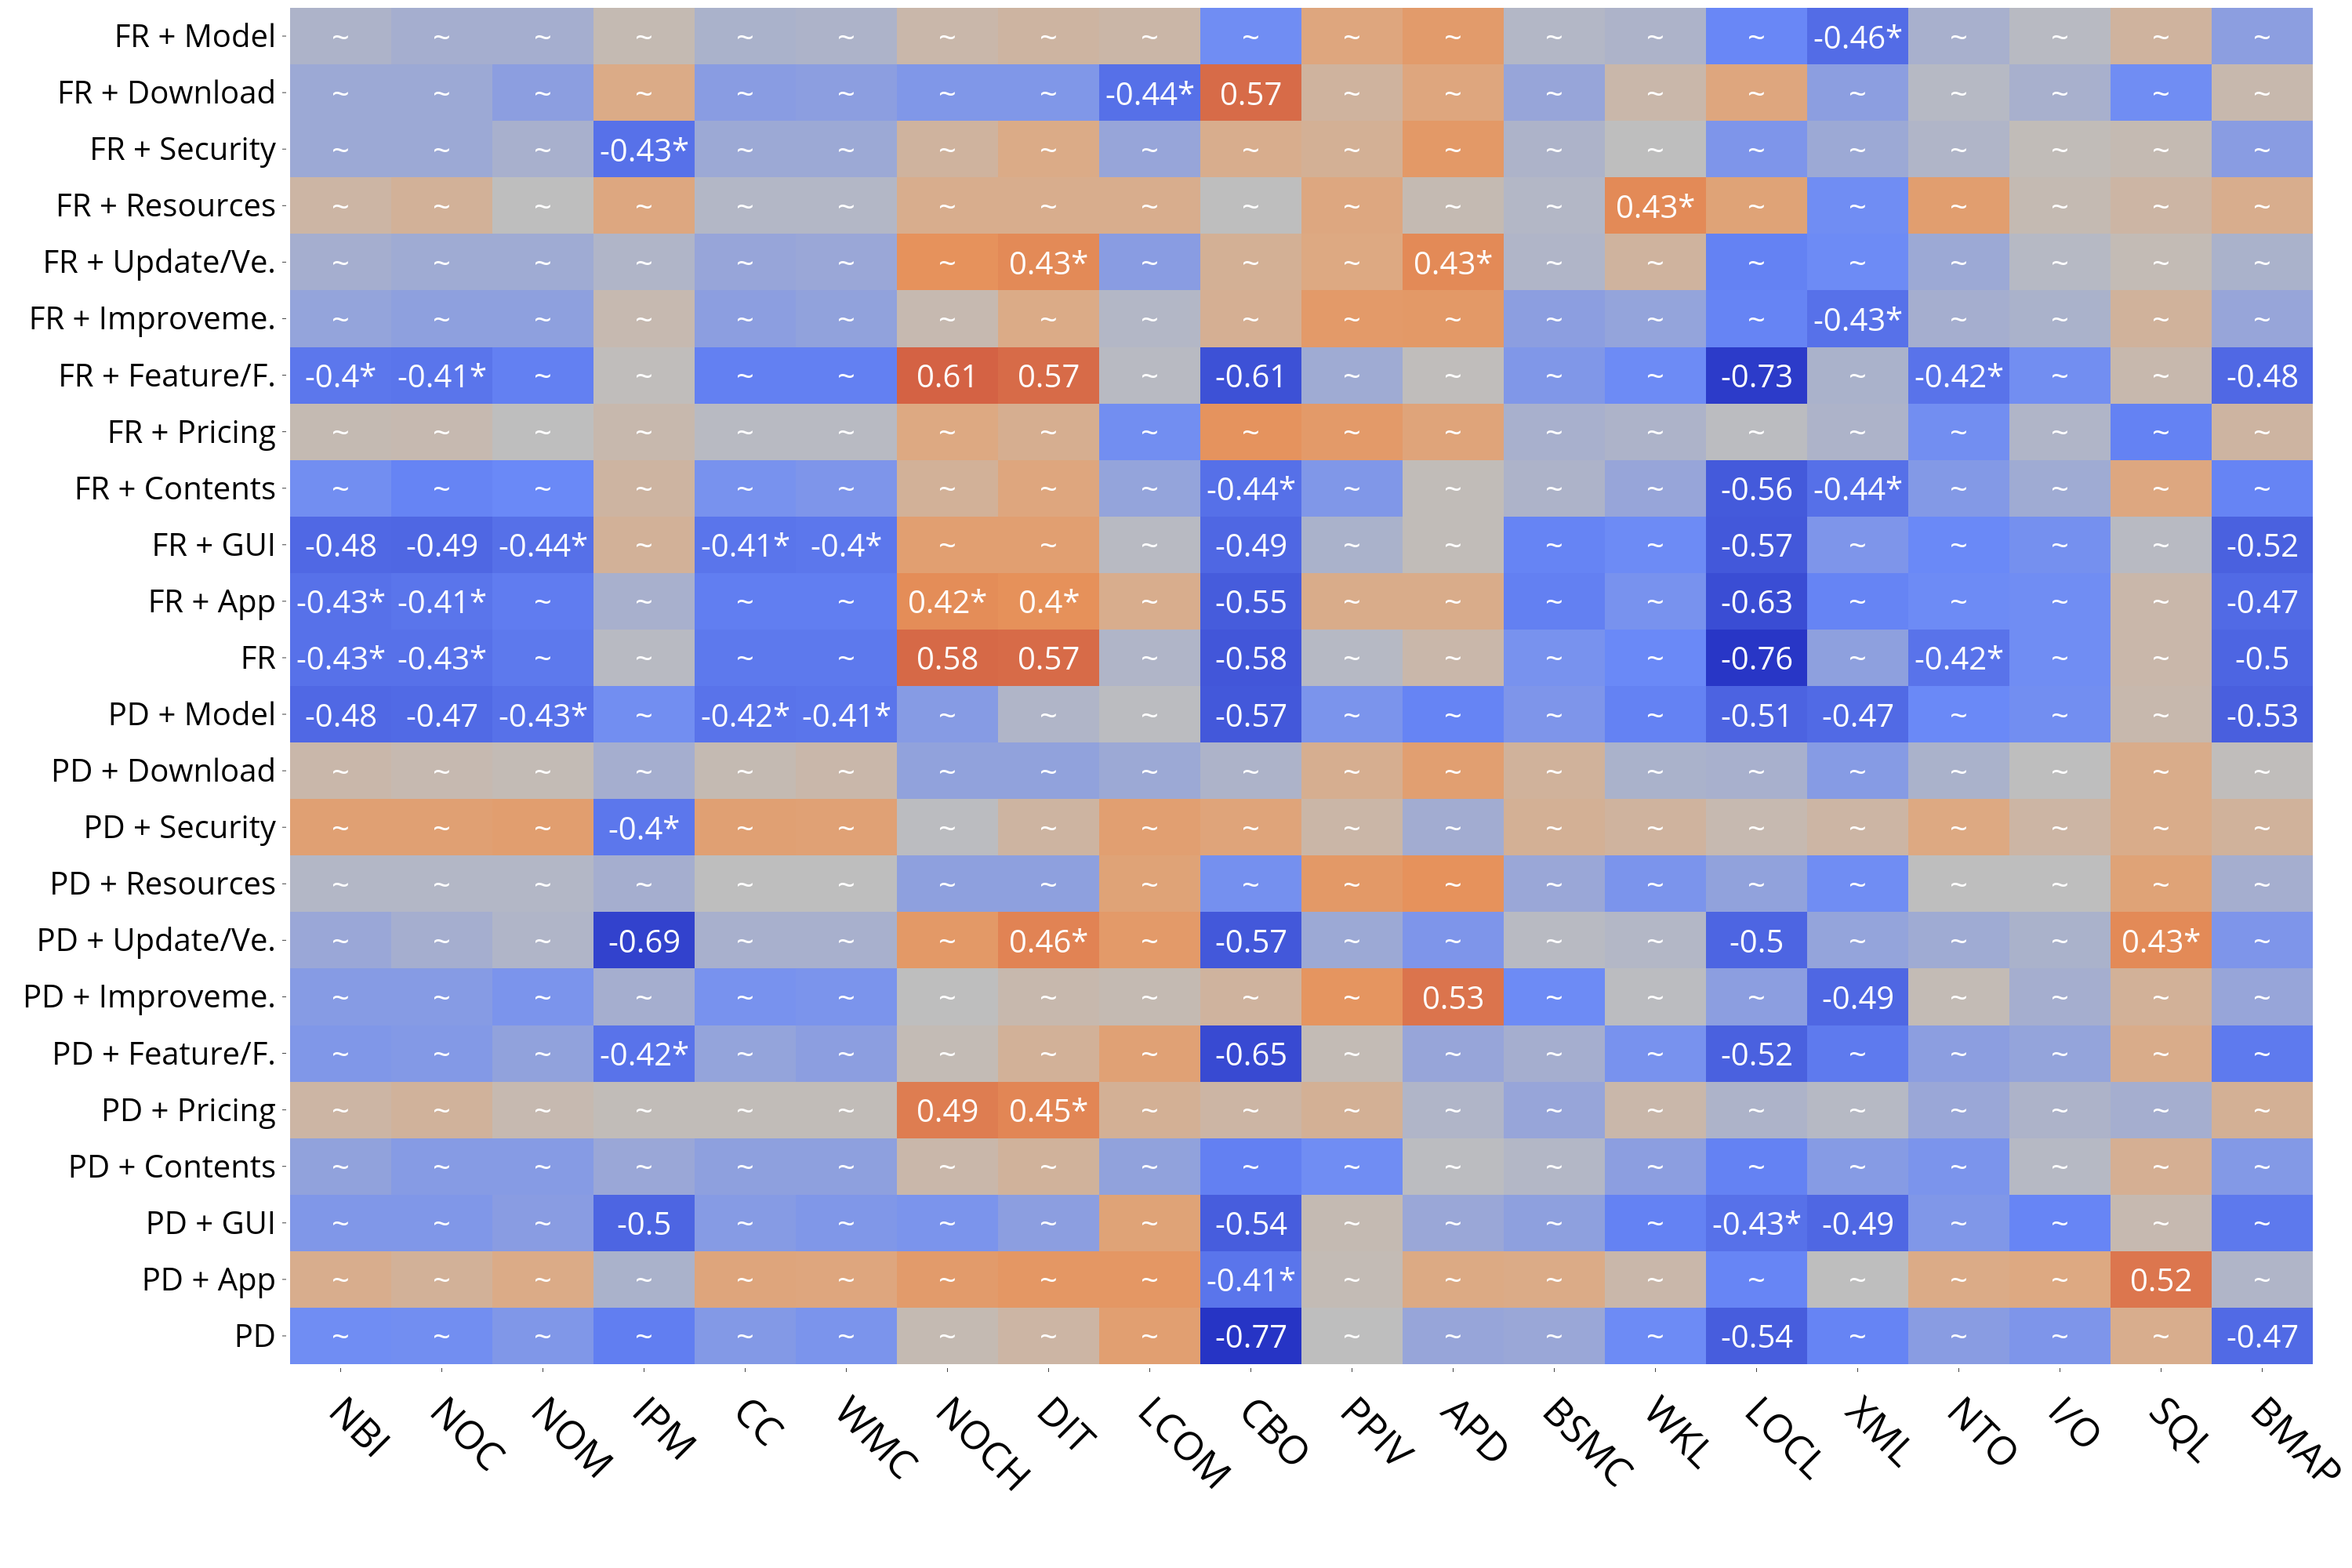 FR + Model ~ ~ ~ ~ ~ ~ ~ ~ ~ ~ ~ ~ ~ ~ ~ -0.46* ~ ~ ~ ~
FR + Download ~ ~ ~ ~ ~ ~ ~ ~ -0.44* 0.57 ~ ~ ~ ~ ~ ~ ~ ~ ~ ~
FR + Security ~ ~ ~ -0.43* ~ ~ ~ ~ ~ ~ ~ ~ ~ ~ ~ ~ ~ ~ ~ ~
FR + Resources ~ ~ ~ ~ ~ ~ ~ ~ ~ ~ ~ ~ ~ 0.43* ~ ~ ~ ~ ~ ~
FR + Update/Ve. ~ ~ ~ ~ ~ ~ ~ 0.43* ~ ~ ~ 0.43* ~ ~ ~ ~ ~ ~ ~ ~
FR + Improveme. ~ ~ ~ ~ ~ ~ ~ ~ ~ ~ ~ ~ ~ ~ ~ -0.43* ~ ~ ~ ~
FR + Feature/F. -0.4* -0.41* ~ ~ ~ ~ 0.61 0.57 ~ -0.61 ~ ~ ~ ~ -0.73 ~ -0.42* ~ ~ -0.48
FR + Pricing ~ ~ ~ ~ ~ ~ ~ ~ ~ ~ ~ ~ ~ ~ ~ ~ ~ ~ ~ ~
FR + Contents ~ ~ ~ ~ ~ ~ ~ ~ ~ -0.44* ~ ~ ~ ~ -0.56 -0.44* ~ ~ ~ ~
FR + GUI -0.48 -0.49 -0.44* ~ -0.41* -0.4* ~ ~ ~ -0.49 ~ ~ ~ ~ -0.57 ~ ~ ~ ~ -0.52
FR + App -0.43* -0.41* ~ ~ ~ ~ 0.42* 0.4* ~ -0.55 ~ ~ ~ ~ -0.63 ~ ~ ~ ~ -0.47
FR -0.43* -0.43* ~ ~ ~ ~ 0.58 0.57 ~ -0.58 ~ ~ ~ ~ -0.76 ~ -0.42* ~ ~ -0.5
PD + Model -0.48 -0.47 -0.43* ~ -0.42* -0.41* ~ ~ ~ -0.57 ~ ~ ~ ~ -0.51 -0.47 ~ ~ ~ -0.53
PD + Download ~ ~ ~ ~ ~ ~ ~ ~ ~ ~ ~ ~ ~ ~ ~ ~ ~ ~ ~ ~
PD + Security ~ ~ ~ -0.4* ~ ~ ~ ~ ~ ~ ~ ~ ~ ~ ~ ~ ~ ~ ~ ~
PD + Resources ~ ~ ~ ~ ~ ~ ~ ~ ~ ~ ~ ~ ~ ~ ~ ~ ~ ~ ~ ~
PD + Update/Ve. ~ ~ ~ -0.69 ~ ~ ~ 0.46* ~ -0.57 ~ ~ ~ ~ -0.5 ~ ~ ~ 0.43* ~
PD + Improveme. ~ ~ ~ ~ ~ ~ ~ ~ ~ ~ ~ 0.53 ~ ~ ~ -0.49 ~ ~ ~ ~
PD + Feature/F. ~ ~ ~ -0.42* ~ ~ ~ ~ ~ -0.65 ~ ~ ~ ~ -0.52 ~ ~ ~ ~ ~
PD + Pricing ~ ~ ~ ~ ~ ~ 0.49 0.45* ~ ~ ~ ~ ~ ~ ~ ~ ~ ~ ~ ~
PD + Contents ~ ~ ~ ~ ~ ~ ~ ~ ~ ~ ~ ~ ~ ~ ~ ~ ~ ~ ~ ~
PD + GUI ~ ~ ~ -0.5 ~ ~ ~ ~ ~ -0.54 ~ ~ ~ ~ -0.43* -0.49 ~ ~ ~ ~
PD + App ~ ~ ~ ~ ~ ~ ~ ~ ~ -0.41* ~ ~ ~ ~ ~ ~ ~ ~ 0.52 ~
PD ~ ~ ~ ~ ~ ~ ~ ~ ~ -0.77 ~ ~ ~ ~ -0.54 ~ ~ ~ ~ -0.47
NBI NOC NOM IPM CC WMC NOCH DIT LCOM CBO PPIV APD BSMC WKL LOCL XML NTO I/O SQL BMAP